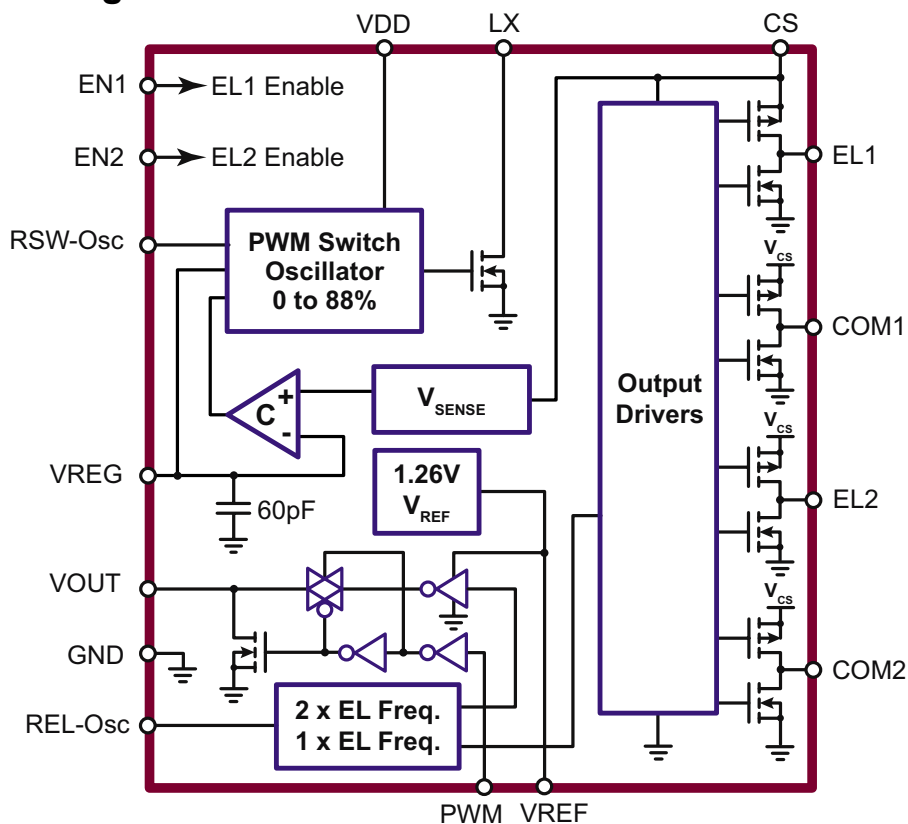 VDD LX CS
EN1 EL1 Enable
EN2 EL2 Enable
EL1
RSW-Osc
PWM Switch
Oscillator
0 to 88%
VCS
COM1
C + -
VSENSE
Output
Drivers
VCS
VREG
60pF
1.26V
VREF
EL2
VOUT
VCS
GND
COM2
REL-Osc
2 x EL Freq.
1 x EL Freq.
PWM VREF